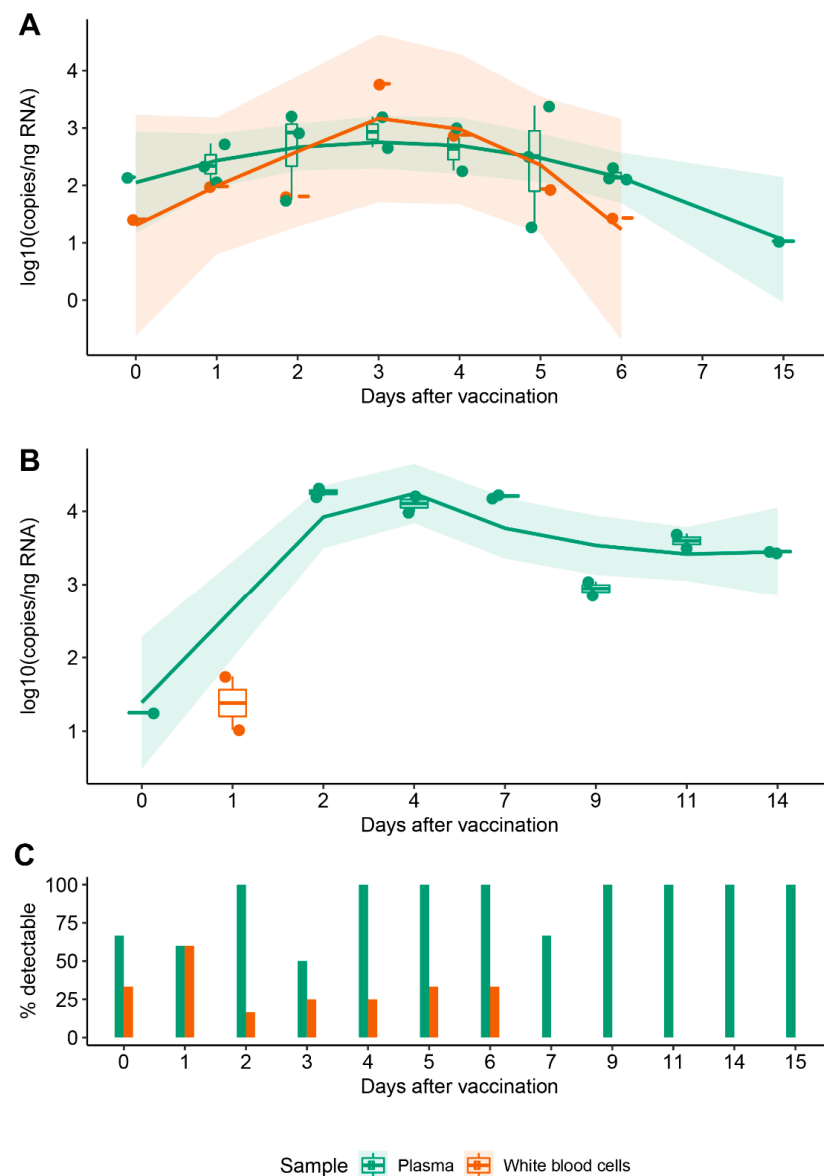 A
log10(copies/ng RNA)
4
3
2
1
0
0 1 2 3 4 5 6 7 15
Days after vaccination
B
log10(copies/ng RNA)
4
3
2
1
0 1 2 4 7 9 11 14
Days after vaccination
C
% detectable
100
75
50
25
0
0 1 2 3 4 5 6 7 9 11 14 15
Days after vaccination
Sample Plasma White blood cells